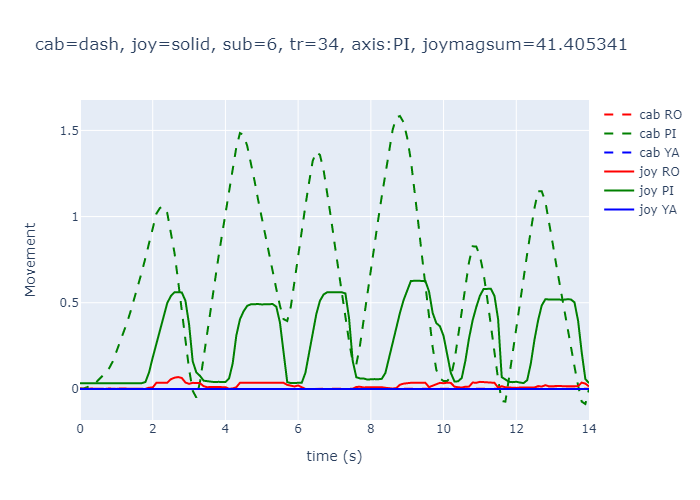 cab=dash, joy=solid, sub=6, tr=34, axis:PI, joymagsum=41.405341
cab RO
cab PI
cab YA
joy RO
joy PI
joy YA
Movement
1.5
1
0.5
0
0 2 4 6 8 10 12 14
time (s)